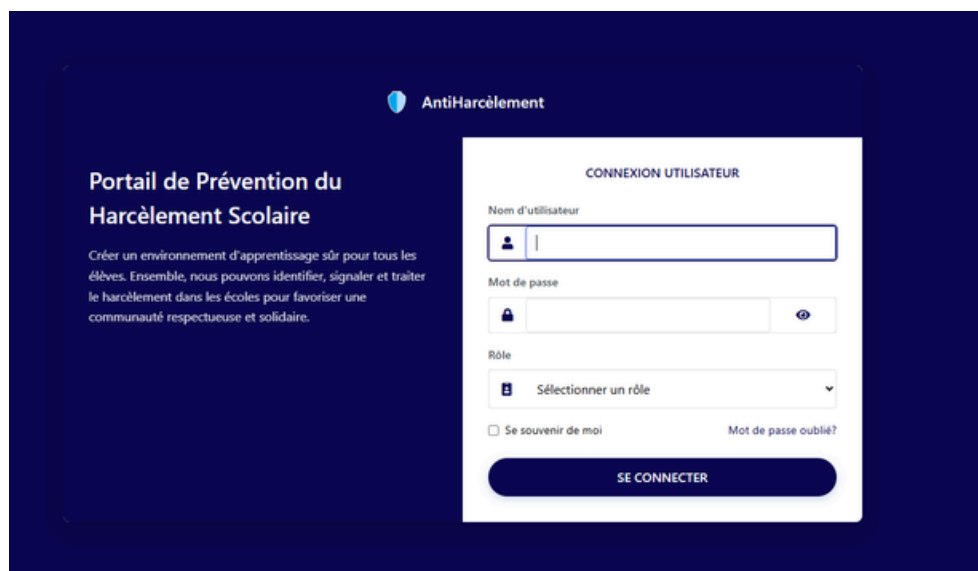 AntiHarcèlement
Portail de Prévention du
Harcèlement Scolaire
Créer un environnement d'apprentissage sûr pour tous les
élèves. Ensemble, nous pouvons identifier, signaler et traiter
le harcèlement dans les écoles pour favoriser une
communauté respectueuse et solidaire.
CONNEXION UTILISATEUR
Nom d'utilisateur
Mot de passe
Rôle
Sélectionner un rôle
Se souvenir de moi
Mot de passe oublié?
SE CONNECTER